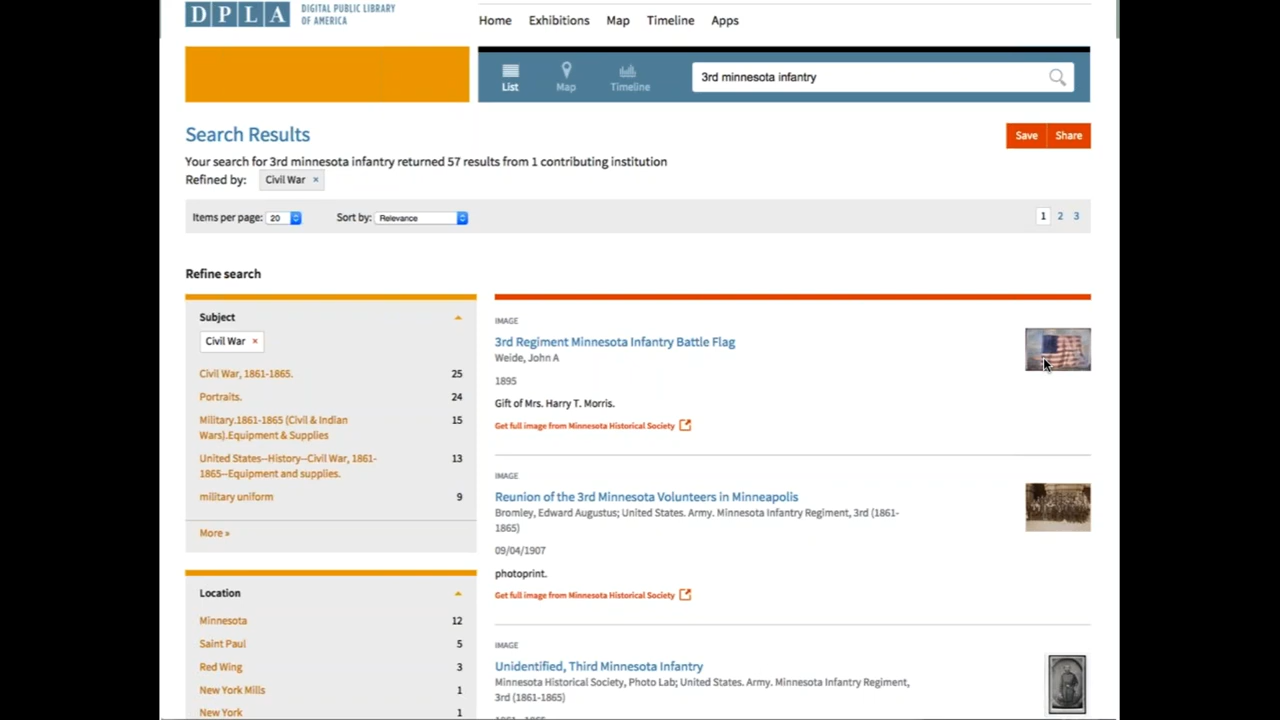 DPLA DIGITAL PUBLIC LIBRARY
OF AMERICA
Home Exhibitions Map Timeline Apps
List Map Timeline 3rd minnesota infantry
Search Results
Save Share
Your search for 3rd minnesota infantry returned 57 results from 1 contributing institution
Refined by: Civil War ×
Items per page: 20 Sort by: Relevance 1 2 3
Refine search
Subject
Civil War ×
Civil War, 1861-1865. 25
Portraits. 24
Military.1861-1865 (Civil & Indian
Wars).Equipment & Supplies 15
United States--History--Civil War, 1861-
1865--Equipment and supplies. 13
military uniform 9
More »
Location
Minnesota 12
Saint Paul 5
Red Wing 3
New York Mills 1
New York 1
IMAGE
3rd Regiment Minnesota Infantry Battle Flag
Weide, John A
1895
Gift of Mrs. Harry T. Morris.
Get full image from Minnesota Historical Society
IMAGE
Reunion of the 3rd Minnesota Volunteers in Minneapolis
Bromley, Edward Augustus; United States. Army. Minnesota Infantry Regiment, 3rd (1861-
1865)
09/04/1907
photoprint.
Get full image from Minnesota Historical Society
IMAGE
Unidentified, Third Minnesota Infantry
Minnesota Historical Society, Photo Lab; United States. Army. Minnesota Infantry Regiment,
3rd (1861-1865)